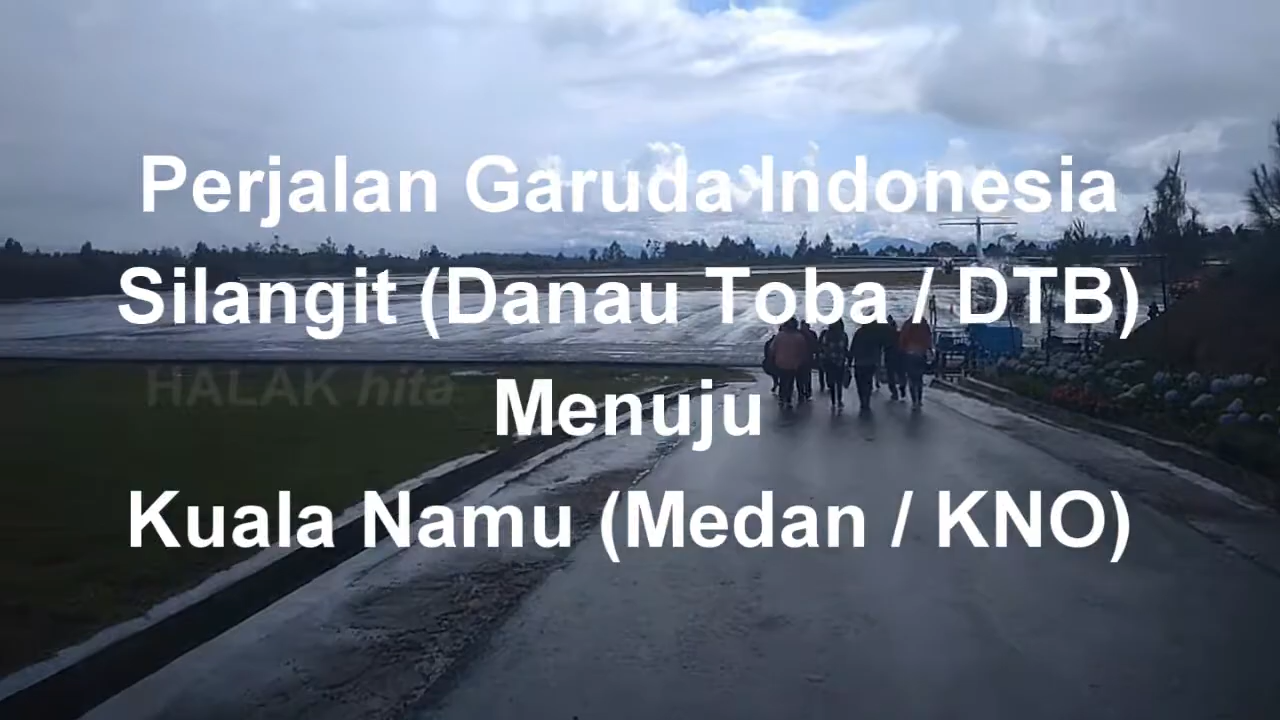 Perjalan Garuda Indonesia
Silangit (Danau Toba / DTB)
HALAK hita
Menuju
Kuala Namu (Medan / KNO)